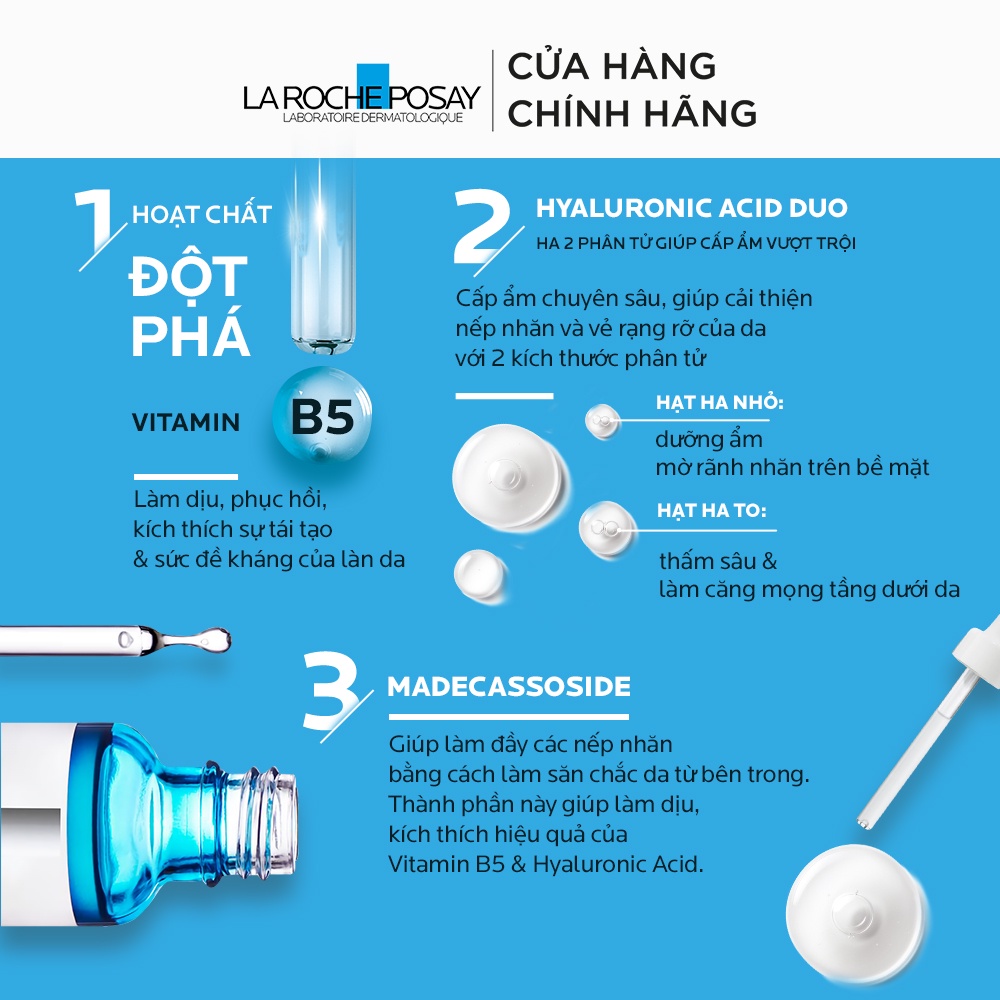 LA ROCHE POSAY
LABORATOIRE DERMATOLOGIQUE
CỬA HÀNG
CHÍNH HÃNG
1
HOẠT CHẤT
ĐỘT
PHÁ
VITAMIN B5
Làm dịu, phục hồi,
kích thích sự tái tạo
& sức đề kháng của làn da
2
HYALURONIC ACID DUO
HA 2 PHÂN TỬ GIÚP CẤP ẨM VƯỢT TRỘI
Cấp ẩm chuyên sâu, giúp cải thiện
nếp nhăn và vẻ rạng rỡ của da
với 2 kích thước phân tử
HẠT HA NHỎ:
dưỡng ẩm
mờ rãnh nhăn trên bề mặt
HẠT HA TO:
thấm sâu &
làm căng mọng tầng dưới da
3
MADECASSOSIDE
Giúp làm đầy các nếp nhăn
bằng cách làm săn chắc da từ bên trong.
Thành phần này giúp làm dịu,
kích thích hiệu quả của
Vitamin B5 & Hyaluronic Acid.